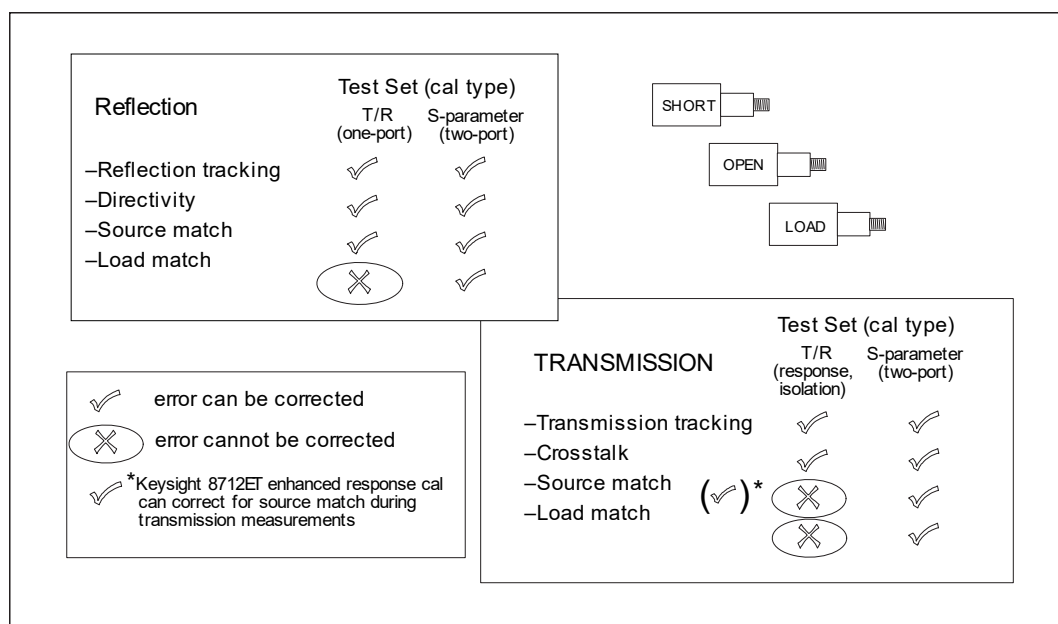 Reflection
Test Set (cal type)
T/R
(one-port)
S-parameter
(two-port)
–Reflection tracking
–Directivity
–Source match
–Load match
SHORT
OPEN
LOAD
error can be corrected
error cannot be corrected
*Keysight 8712ET enhanced response cal
can correct for source match during
transmission measurements
TRANSMISSION
Test Set (cal type)
T/R
(response,
isolation)
S-parameter
(two-port)
–Transmission tracking
–Crosstalk
–Source match
( )*
–Load match